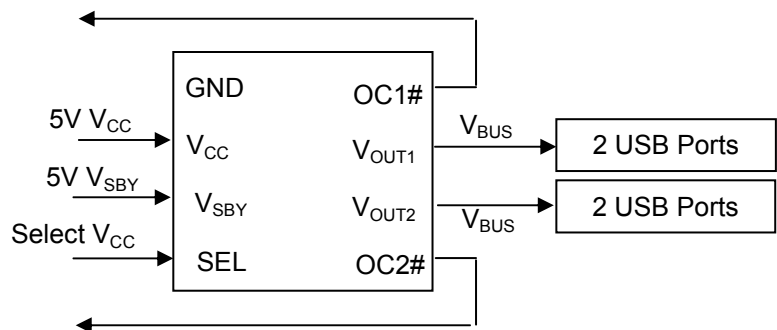 GND
OC1#
5V VCC
VCC
VOUT1
VBUS
2 USB Ports
5V VSBY
VSBY
VOUT2
VBUS
2 USB Ports
Select VCC
SEL
OC2#